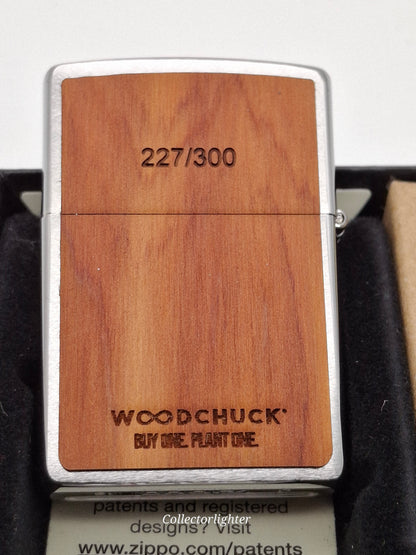 227/300
WOODCHUCK
BUY ONE. PLANT ONE.
patents and registered
Collectorlighter
designs? Visit
www.zippo.com/patents